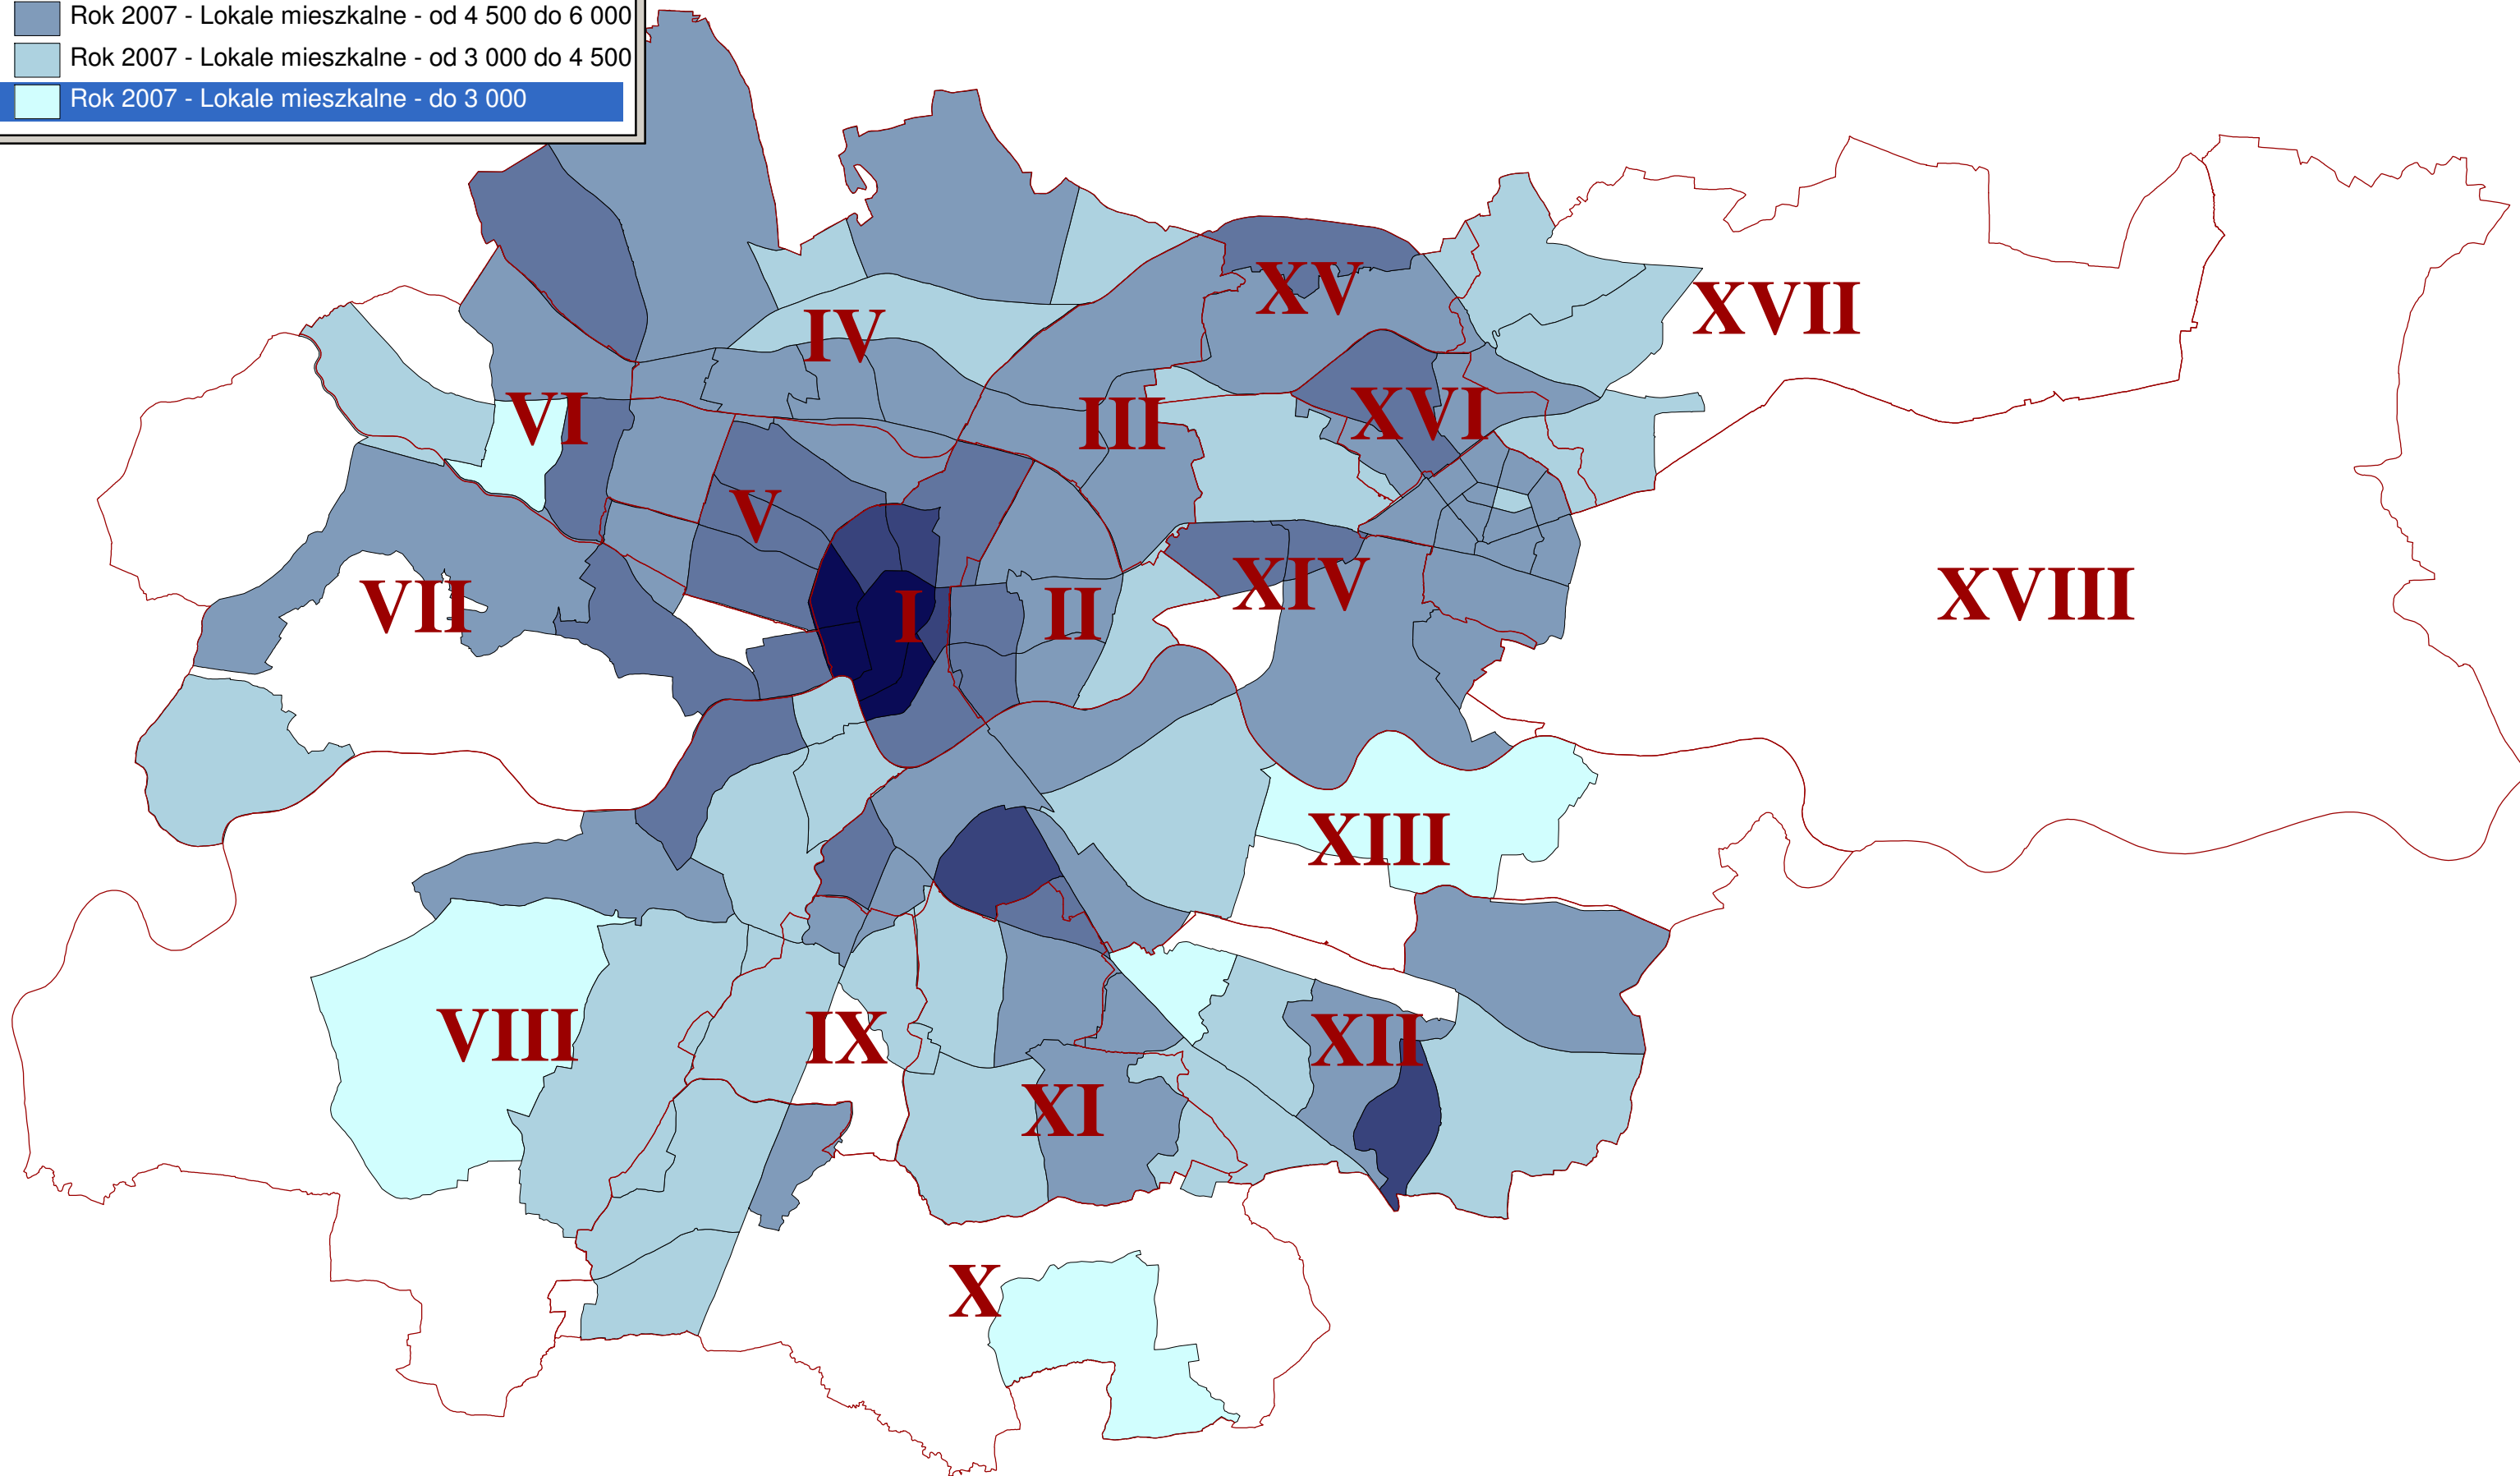 Rok 2007 - Lokale mieszkalne - od 4 500 do 6 000
Rok 2007 - Lokale mieszkalne - od 3 000 do 4 500
Rok 2007 - Lokale mieszkalne - do 3 000
XV
XVII
IV
VI
III
XVI
V
VII
I
II
XIV
XVIII
XIII
VIII
IX
XII
XI
X